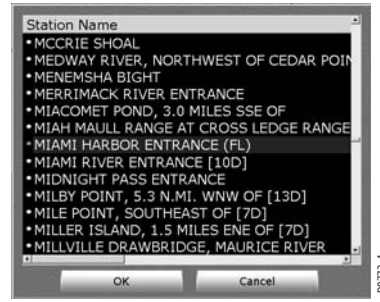 Station Name
•MCCRIE SHOAL
•MEDWAY RIVER, NORTHWEST OF CEDAR POIN
•MENEMSHA BIGHT
•MERRIMACK RIVER ENTRANCE
•MIACOMET POND, 3.0 MILES SSE OF
•MIAH MAULL RANGE AT CROSS LEDGE RANGE
•MIAMI HARBOR ENTRANCE (FL)
•MIAMI RIVER ENTRANCE [10D]
•MIDNIGHT PASS ENTRANCE
•MILBY POINT, 5.3 N.MI. WNW OF [13D]
•MILE POINT, SOUTHEAST OF [7D]
•MILLER ISLAND, 1.5 MILES ENE OF [7D]
•MILLVILLE DRAWBRIDGE, MAURICE RIVER
OK
Cancel